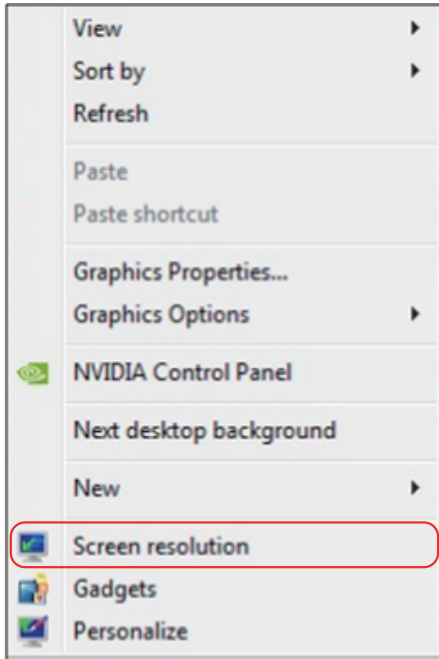 View
Sort by
Refresh
Paste
Paste shortcut
Graphics Properties...
Graphics Options
NVIDIA Control Panel
Next desktop background
New
Screen resolution
Gadgets
Personalize